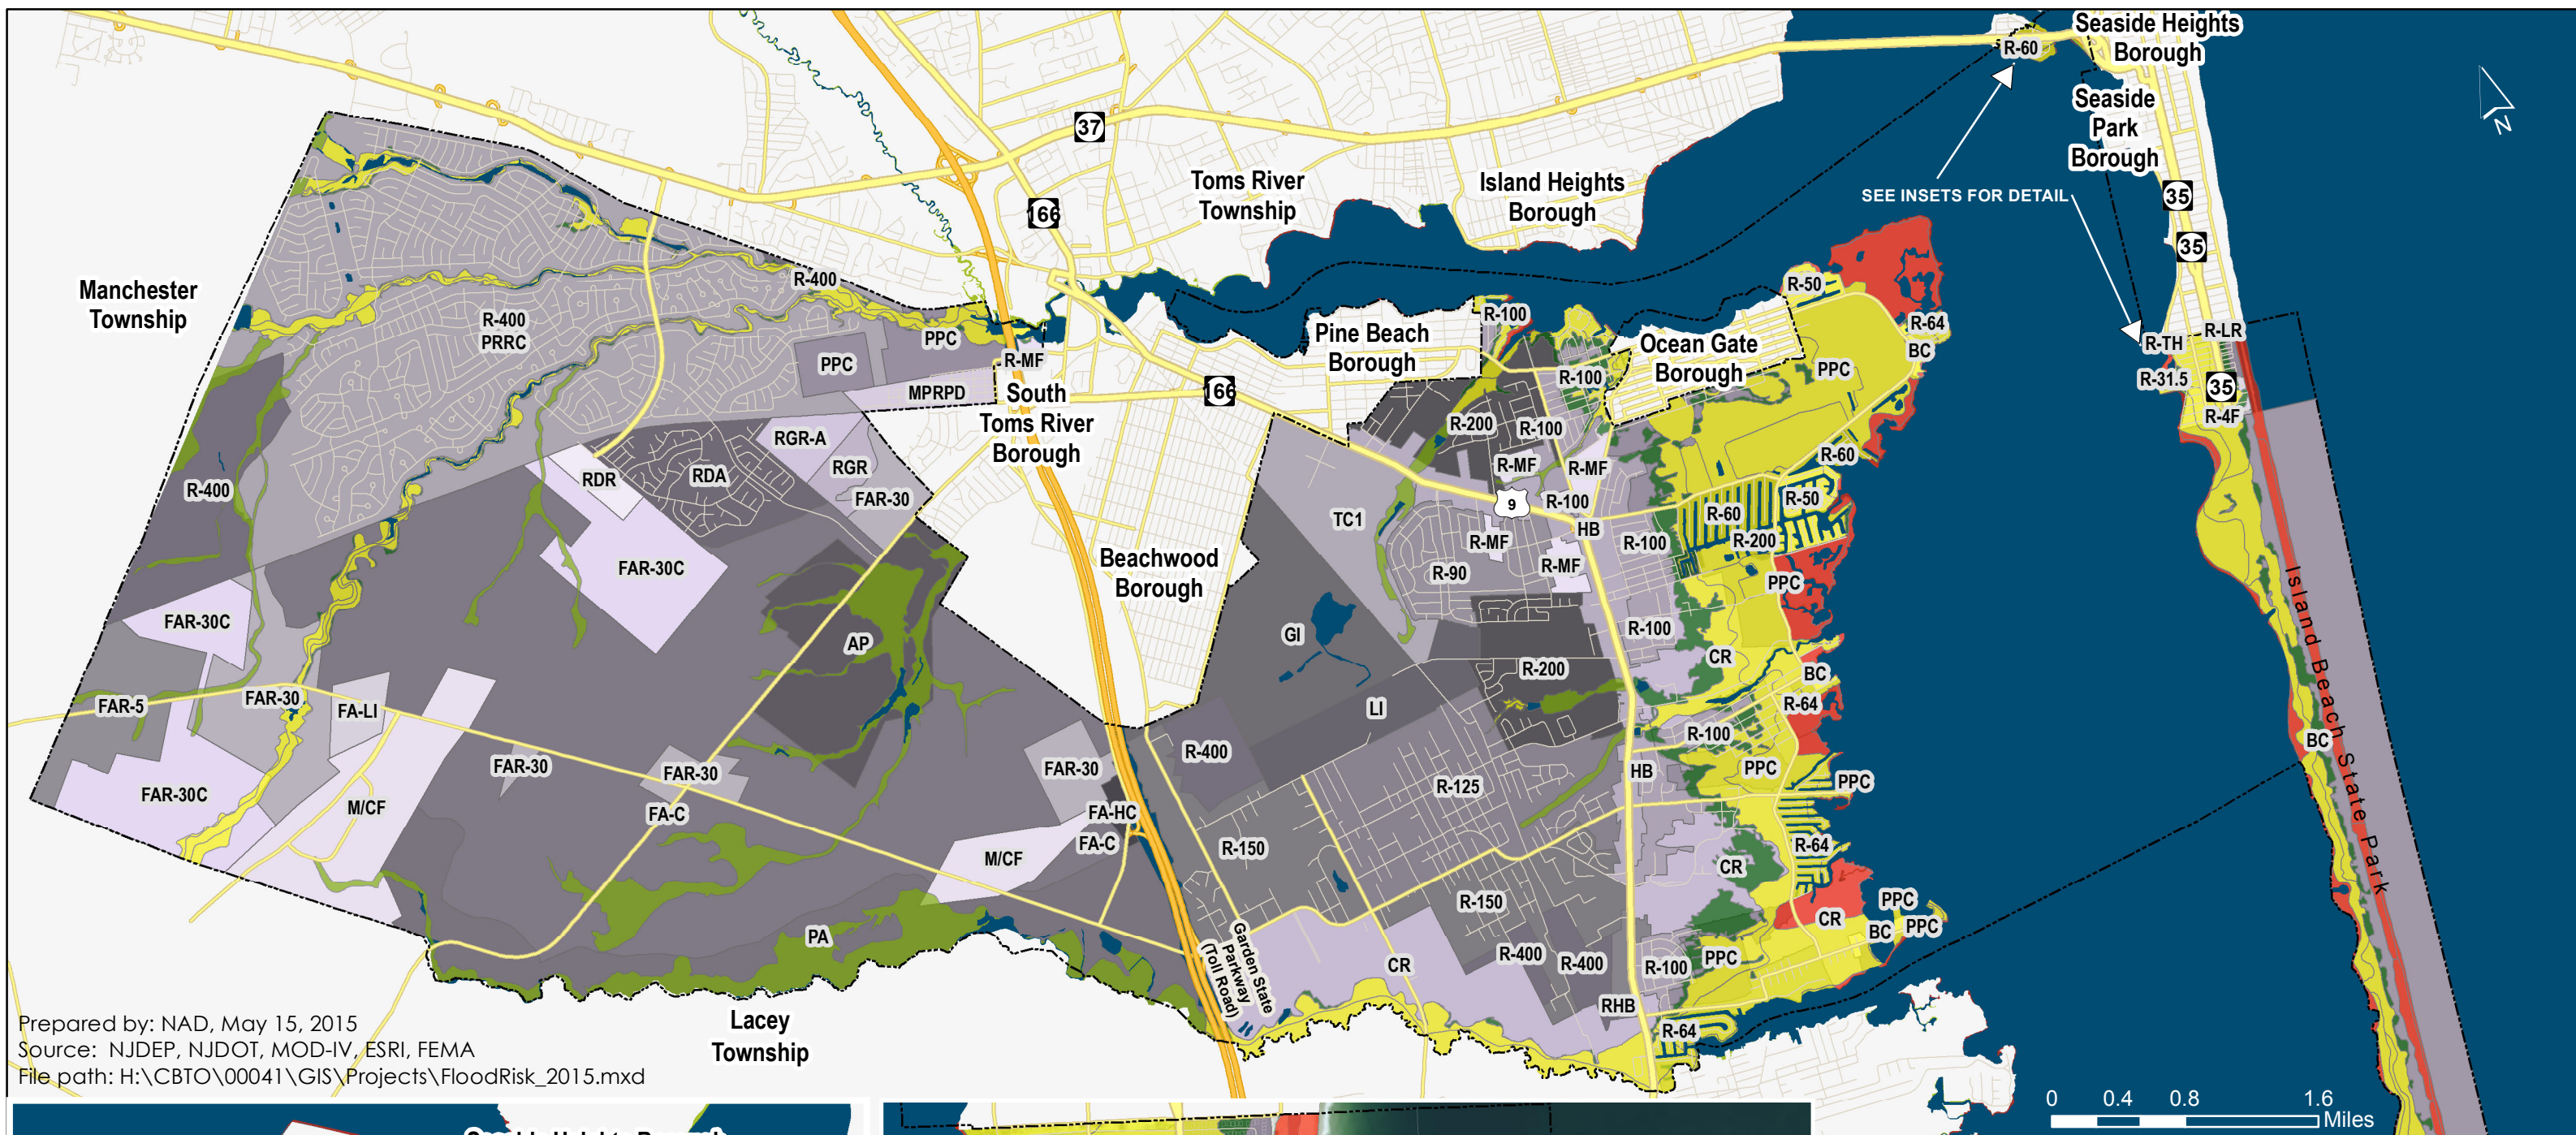 Seaside Heights
Borough
R-60
Seaside
Park
Borough
N
37
Toms River
Township
Island Heights
Borough
SEE INSETS FOR DETAIL
35
166
35
Manchester
Township
R-400
R-50
R-400
PRRC
R-100
Pine Beach
Borough
Ocean Gate
Borough
R-64
BC
R-LR
R-TH
PPC
R-MF
PPC
R-100
PPC
R-31.5
35
MPRPD
South
Toms River
Borough
166
R-4F
R-200
R-100
RGR-A
RGR
RDR
RDA
R-MF
R-MF
R-60
R-400
FAR-30
R-100
9
R-50
TC1
HB
R-60
R-MF
R-100
R-200
Beachwood
Borough
FAR-30C
R-90
R-MF
PPC
FAR-30C
GI
R-100
AP
CR
R-200
BC
Island Beach State Park
FAR-5
FAR-30
FA-LI
LI
R-64
R-400
R-100
BC
FAR-30
FAR-30
FAR-30
HB
PPC
PPC
FAR-30C
M/CF
FA-C
R-125
FA-HC
FA-C
M/CF
R-150
R-64
CR
R-150
PPC
CR
BC
PPC
PA
Garden State
Parkway
(Toll Road)
CR
R-400
R-400
R-100
PPC
RHB
R-64
Lacey
Township
Prepared by: NAD, May 15, 2015
Source: NJDEP, NJDOT, MOD-IV, ESRI, FEMA
File path: H:\CBTO\00041\GIS\Projects\FloodRisk_2015.mxd
0 0.4 0.8 1.6
Miles